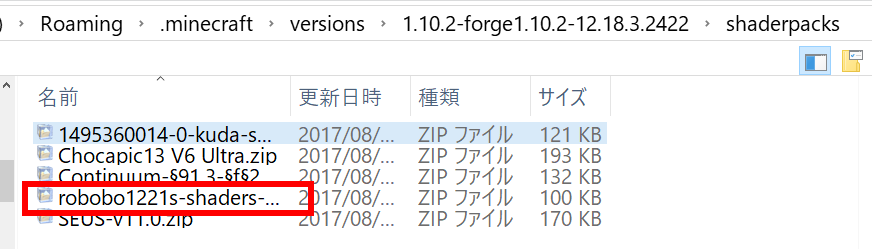 ) › Roaming › .minecraft › versions › 1.10.2-forge1.10.2-12.18.3.2422 › shaderpacks
名前 更新日時 種類 サイズ
1495360014-0-kuda-s... 2017/08/... ZIP ファイル 121 KB
Chocapic13 V6 Ultra.zip 2017/08/... ZIP ファイル 193 KB
Continuum-§91.3-§f§2... 2017/08/... ZIP ファイル 132 KB
robobo1221s-shaders-... 2017/08/... ZIP ファイル 100 KB
SEUS-v11.0.zip 2017/08/... ZIP ファイル 170 KB